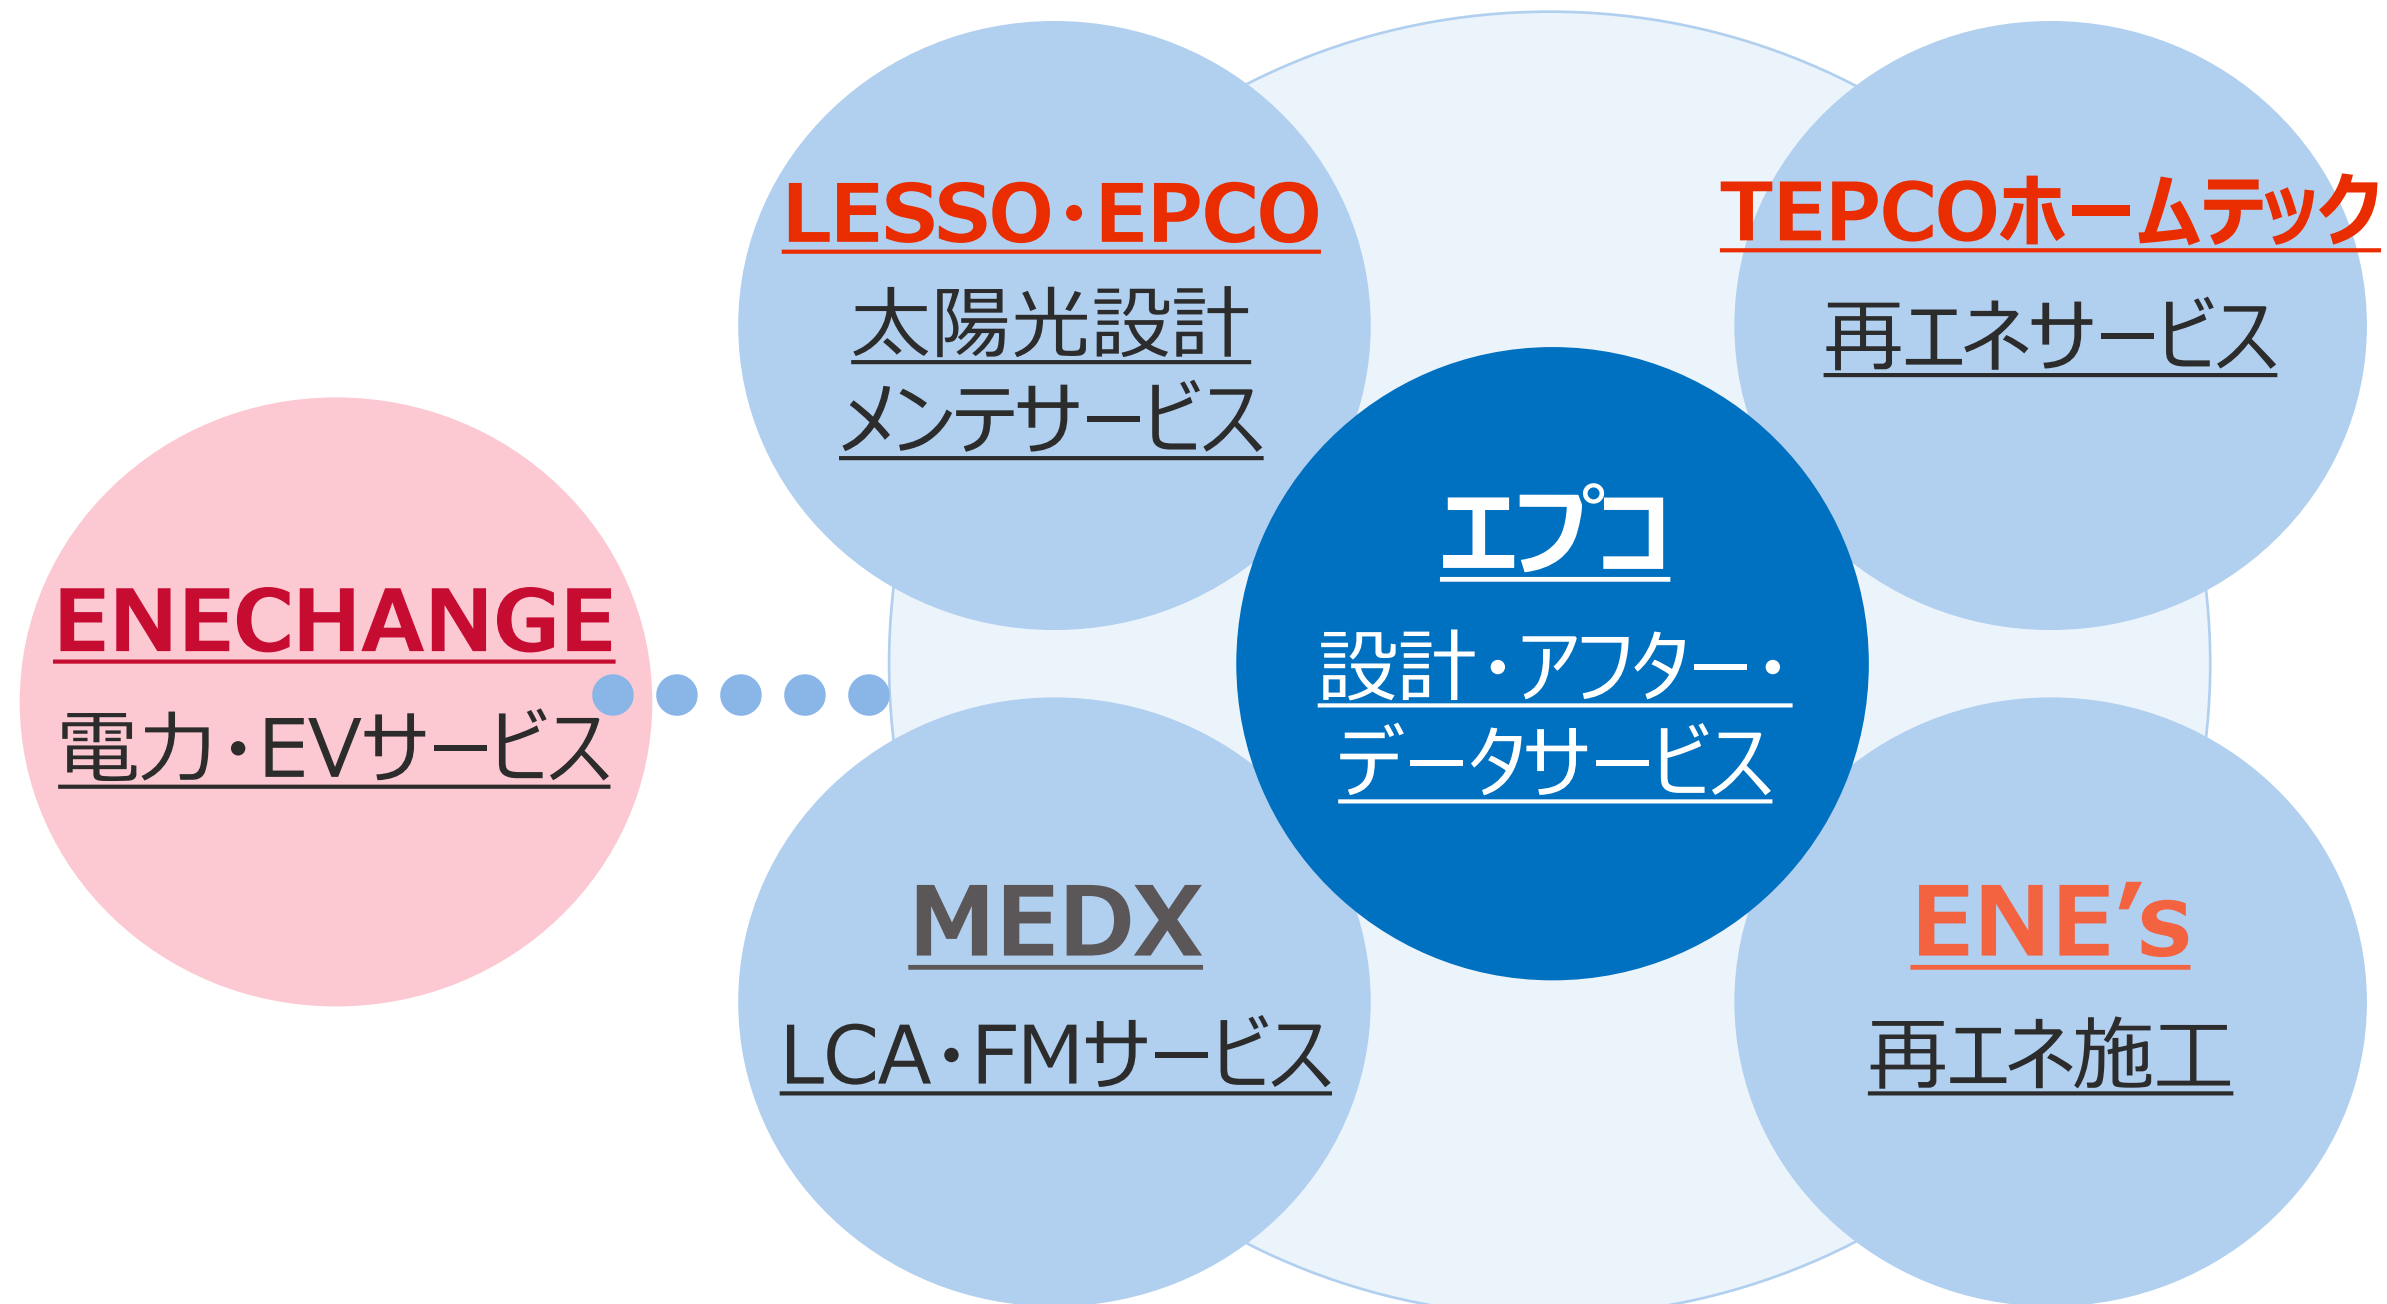 LESSO・EPCO
太陽光設計
メンテサービス
TEPCOホームテック
再エネサービス
ENECHANGE
電力・EVサービス
エプコ
設計・アフター・
データサービス
MEDX
LCA・FMサービス
ENE’s
再エネ施工